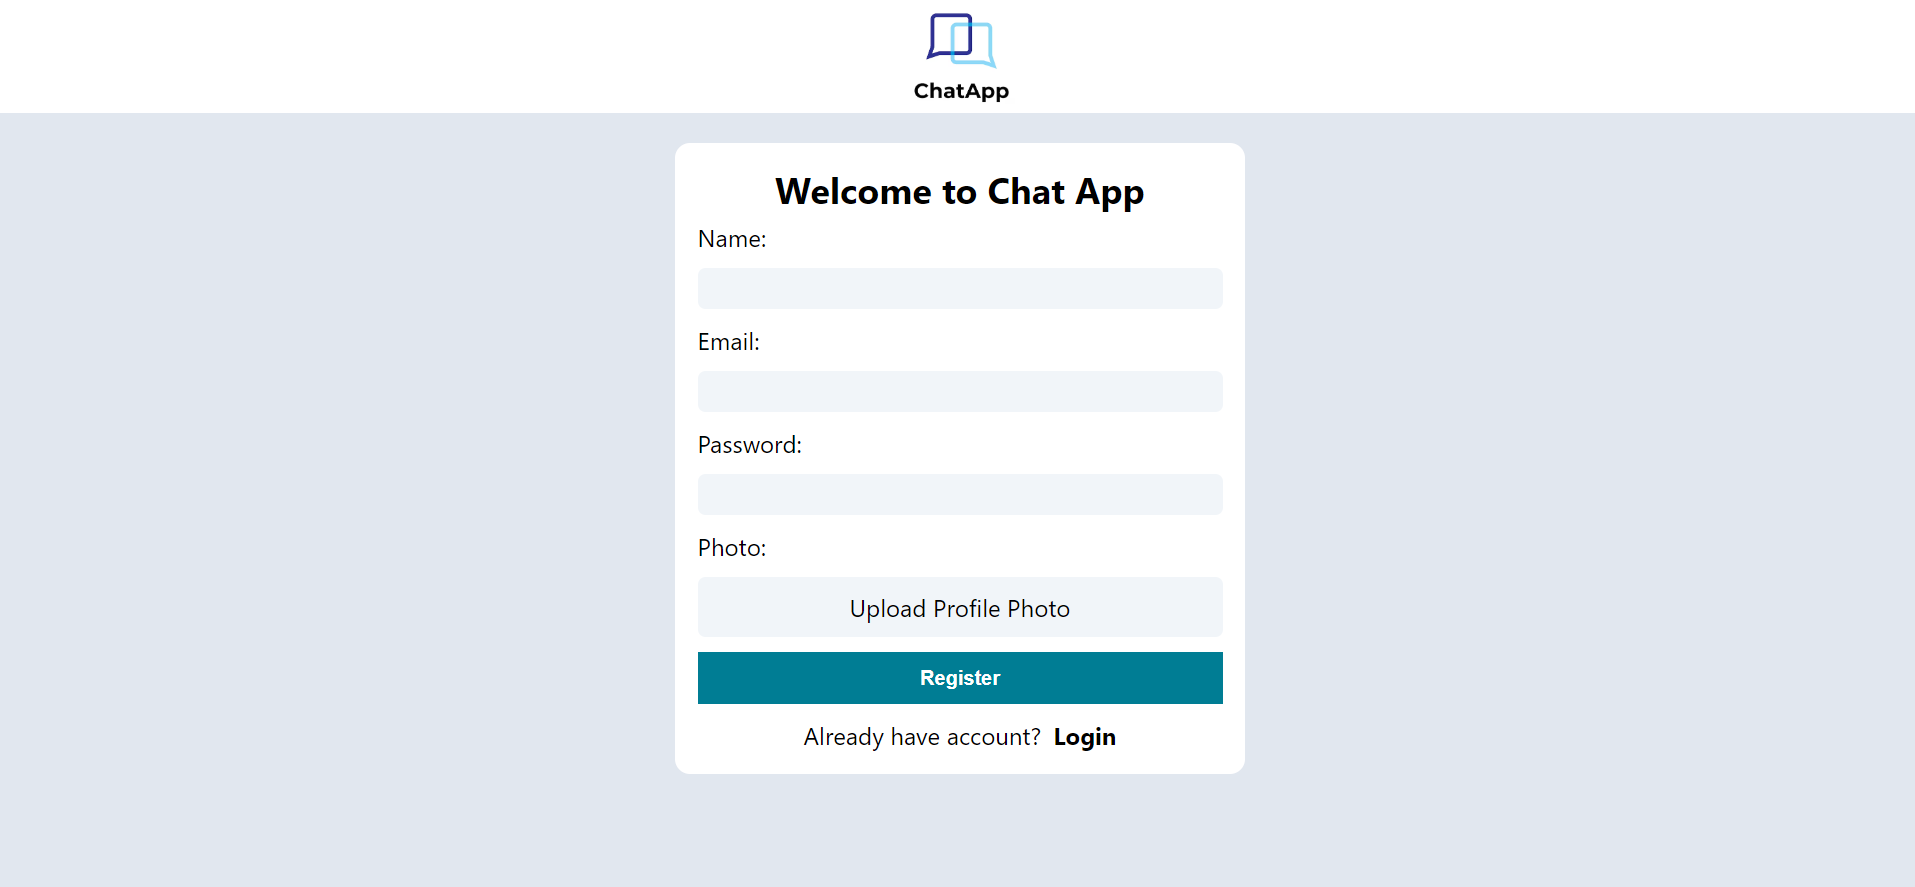 ChatApp
Welcome to Chat App
Name:
Email:
Password:
Photo:
Upload Profile Photo
Register
Already have account? Login